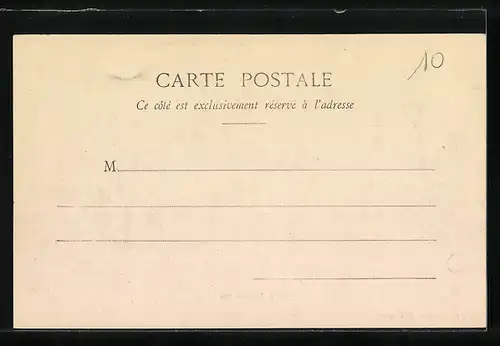 CARTE POSTALE
10
Ce côté est exclusivement réservé à l'adresse
M.